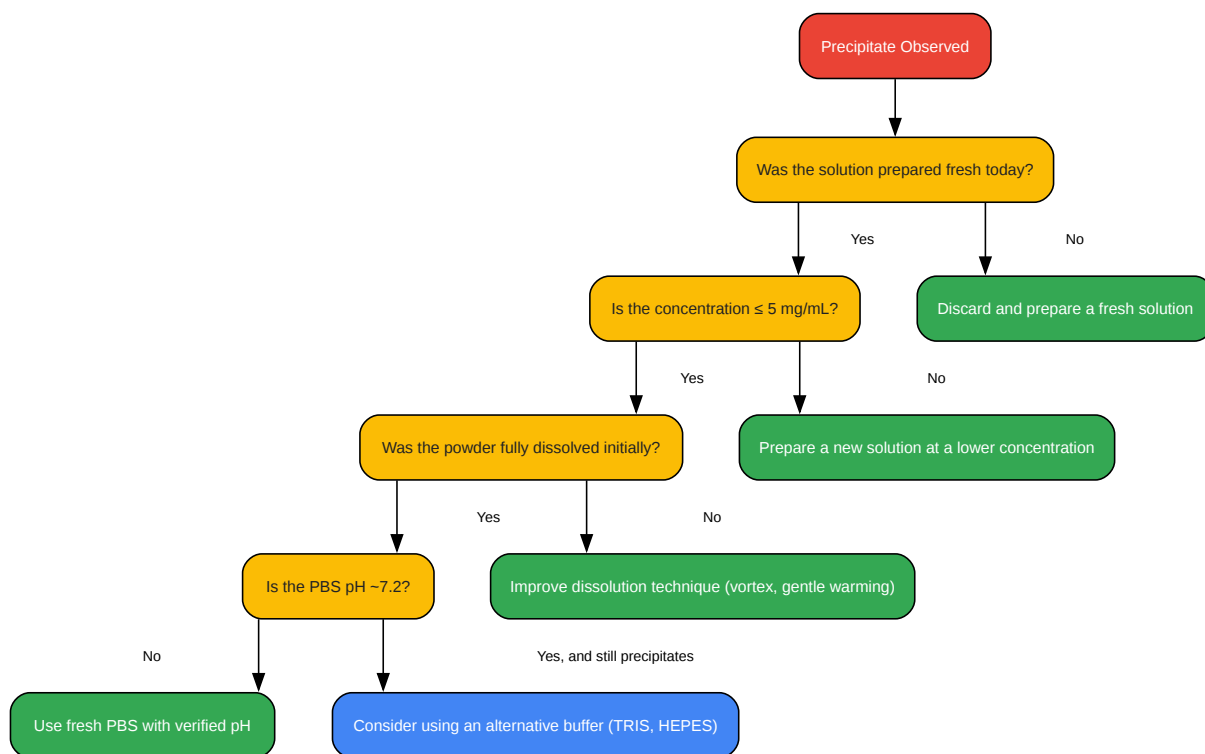 Precipitate Observed
Was the solution prepared fresh today?
Yes
No
Is the concentration ≤ 5 mg/mL?
Discard and prepare a fresh solution
Yes
No
Was the powder fully dissolved initially?
Prepare a new solution at a lower concentration
Yes
No
Is the PBS pH ~7.2?
Improve dissolution technique (vortex, gentle warming)
No
Yes, and still precipitates
Use fresh PBS with verified pH
Consider using an alternative buffer (TRIS, HEPES)